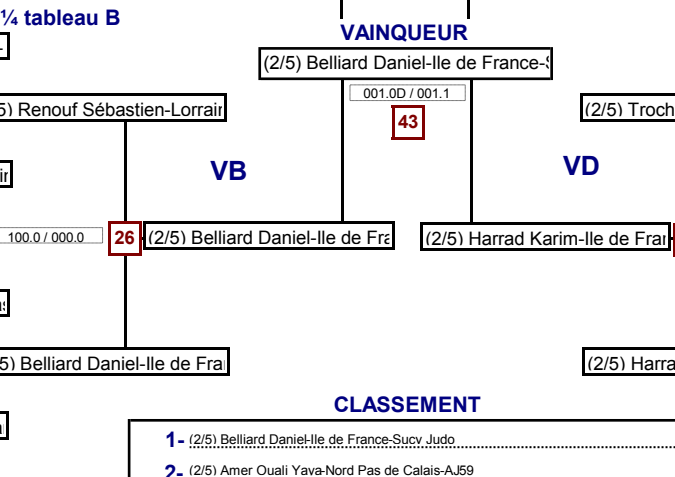 ¼ tableau B
VAINQUEUR
(2/5) Belliard Daniel-Ile de France-
001.0D / 001.1
5) Renouf Sébastien-Lorrair
(2/5) Troch
43
VB
VD
100.0 / 000.0
26
(2/5) Belliard Daniel-Ile de Fra
(2/5) Harrad Karim-Ile de Fran
5) Belliard Daniel-Ile de Fra
(2/5) Harra
CLASSEMENT
1- (2/5) Belliard Daniel-Ile de France-Sucy Judo
2- (2/5) Amer Ouali Yaya-Nord Pas de Calais-AJ59